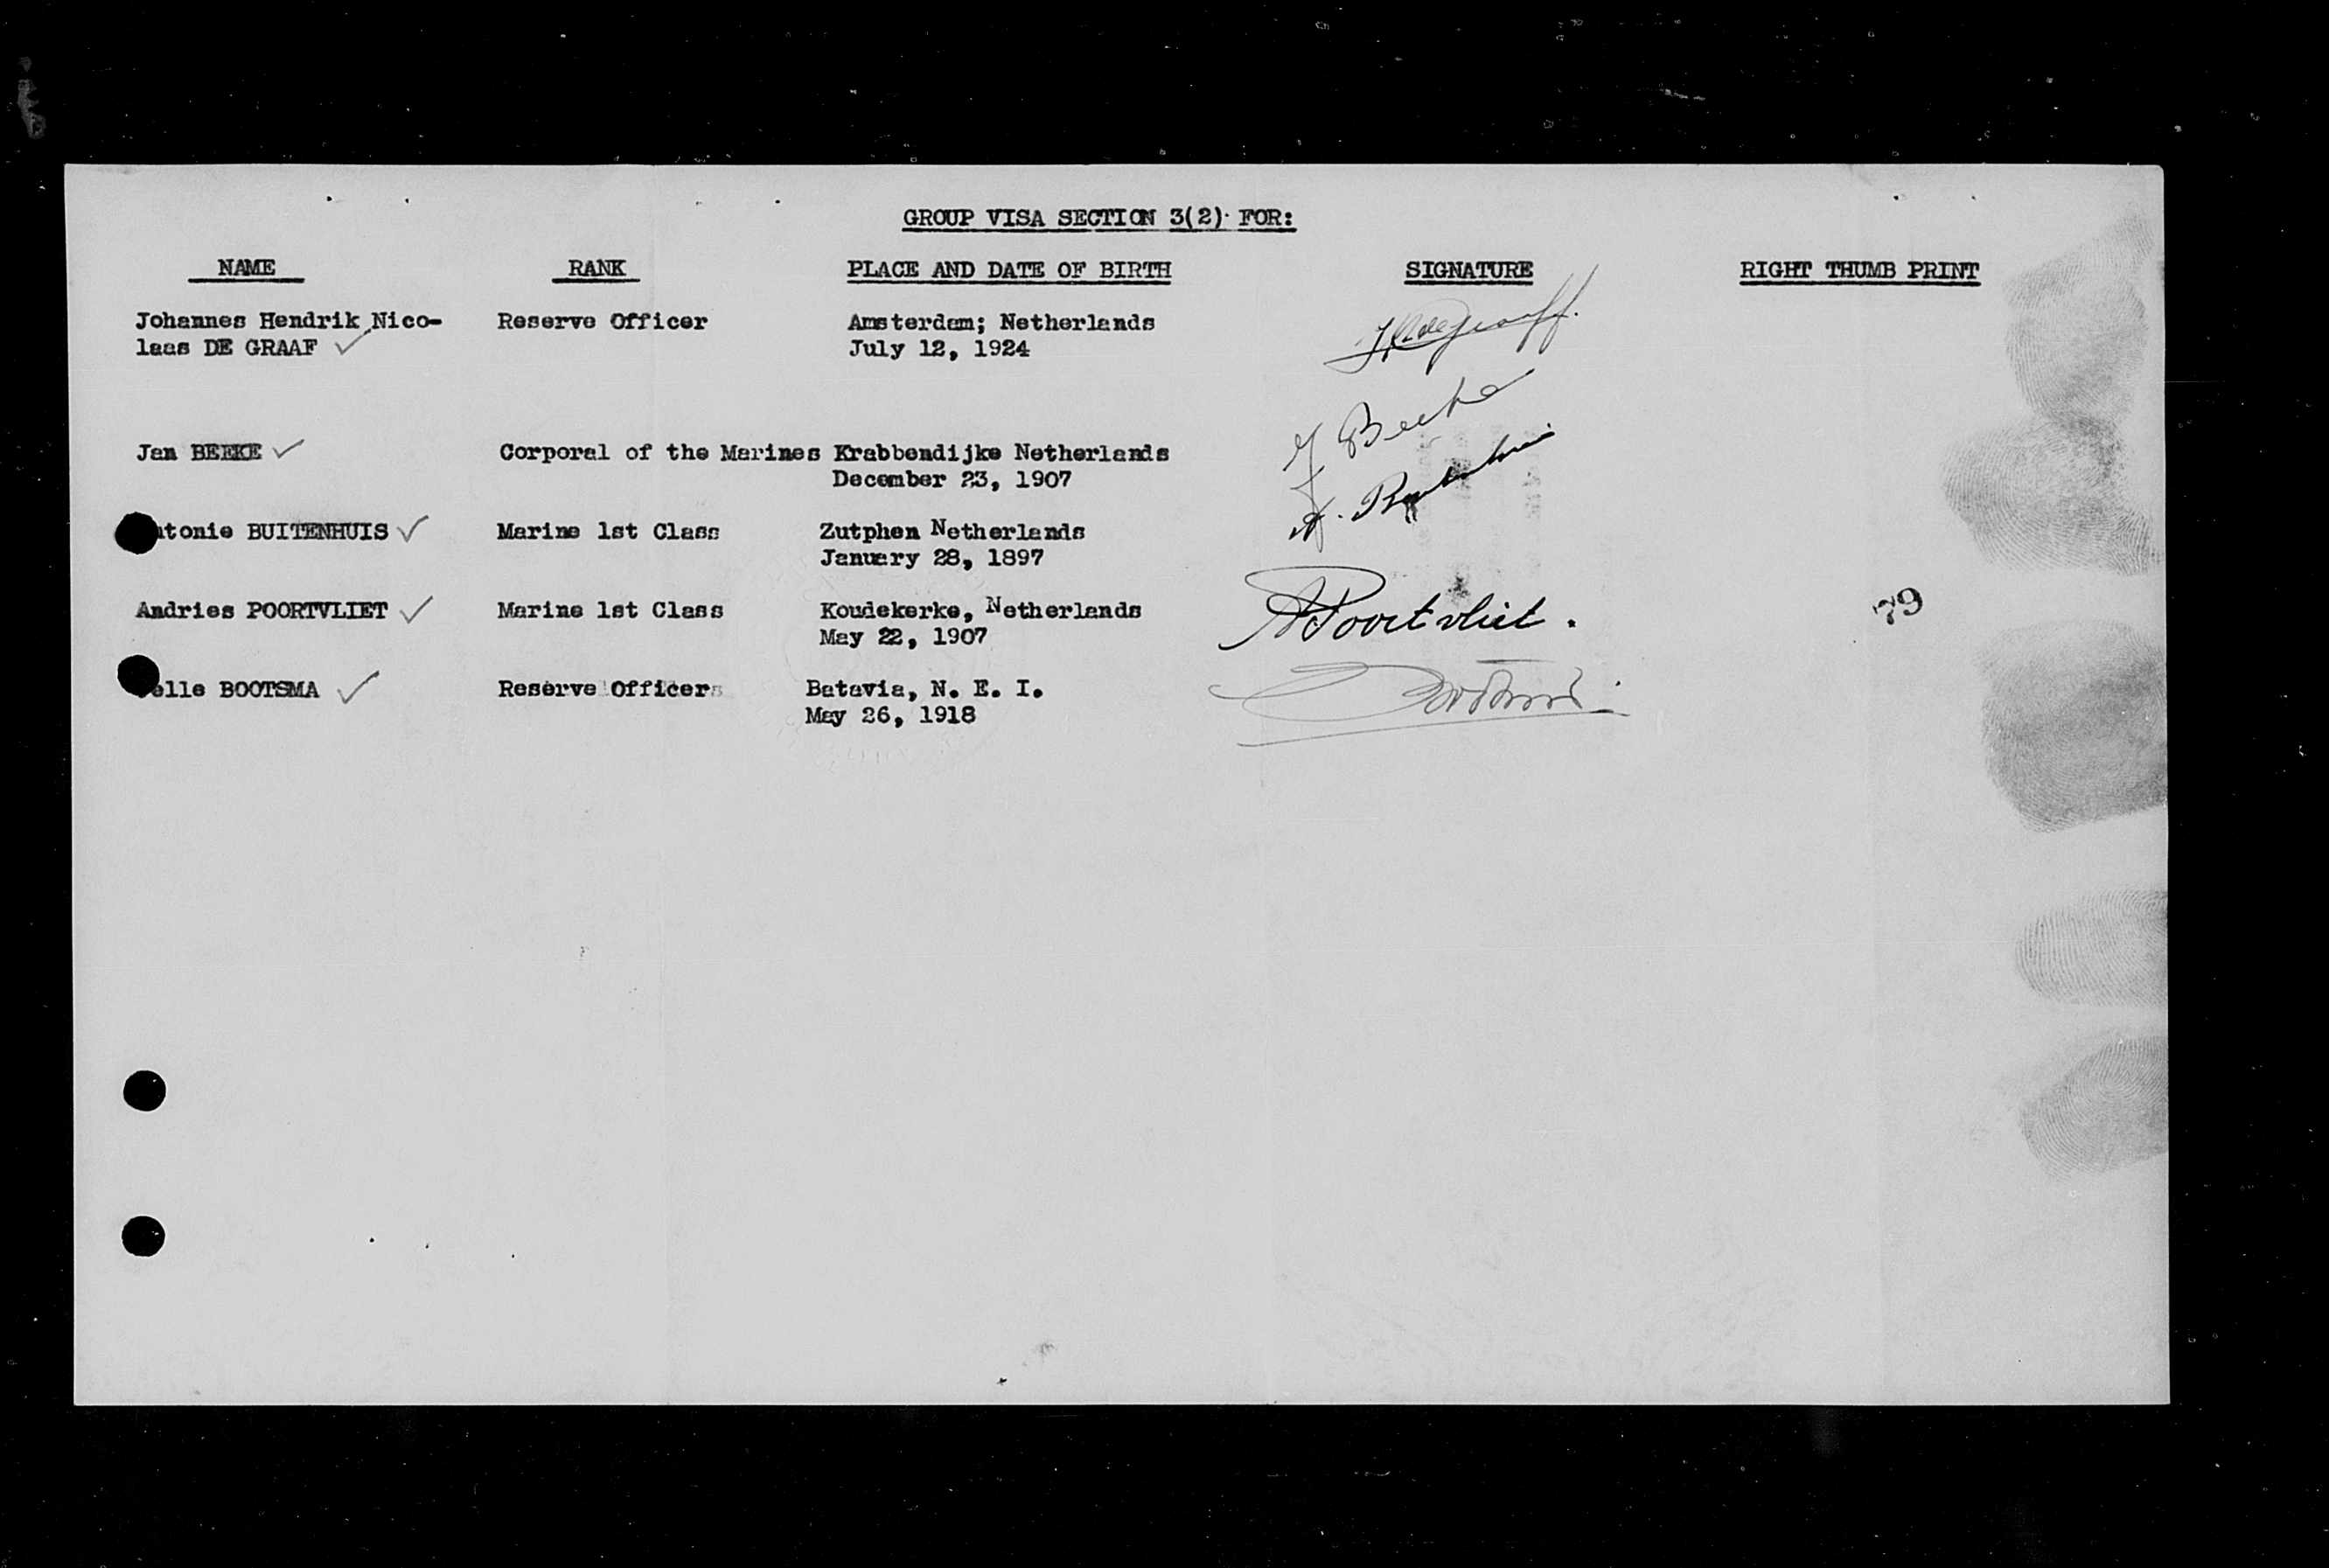 GROUP VISA SECTION 3(2) FOR:
NAME RANK PLACE AND DATE OF BIRTH SIGNATURE RIGHT THUMB PRINT
Johannes Hendrik Nico- Reserve Officer Amsterdam; Netherlands
laas DE GRAAF July 12, 1924
J Beeke
Jan BEEKE Corporal of the Marines Krabbendijke Netherlands
December 23, 1907
A.
tonie BUITENHUIS Marine 1st Class Zutphen Netherlands
January 28, 1897
Andries POORTVLIET Marine 1st Class Koudekerke, Netherlands APoortvliet. 79
May 22, 1907
elle BOOTSMA Reserve Officer Batavia, N. E. I.
May 26, 1918